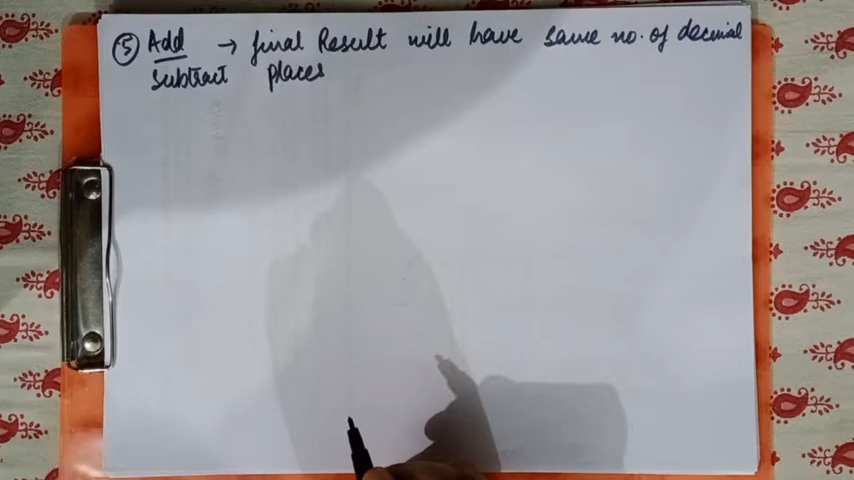 ⑤ Add → final Result will have same no. of decimal
subtract places